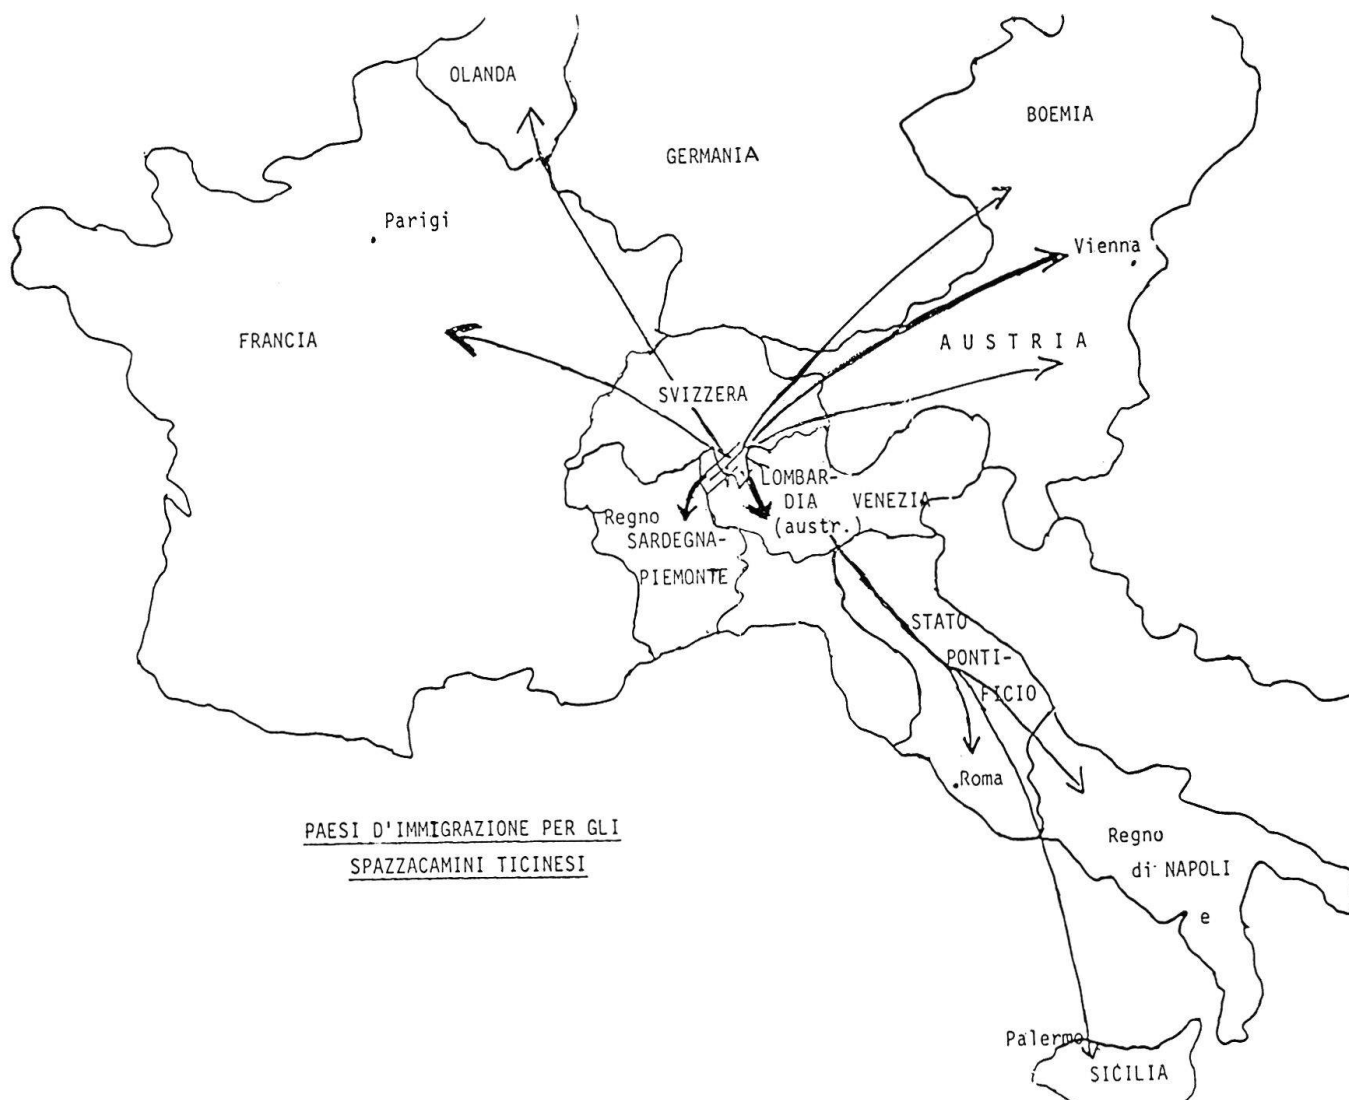 OLANDA
BOEMIA
GERMANIA
Parigi
Vienna
FRANCIA
AUSTRIA
SVIZZERA
LOMBAR-
DIA
(austr.)
VENEZIA
Regno
SARDEGNA-
PIEMONTE
STATO
PONTI-
FICIO
Roma
PAESI D'IMMIGRAZIONE PER GLI
SPAZZACAMINI TICINESI
Regno
di NAPOLI
e
Palermo
SICILIA